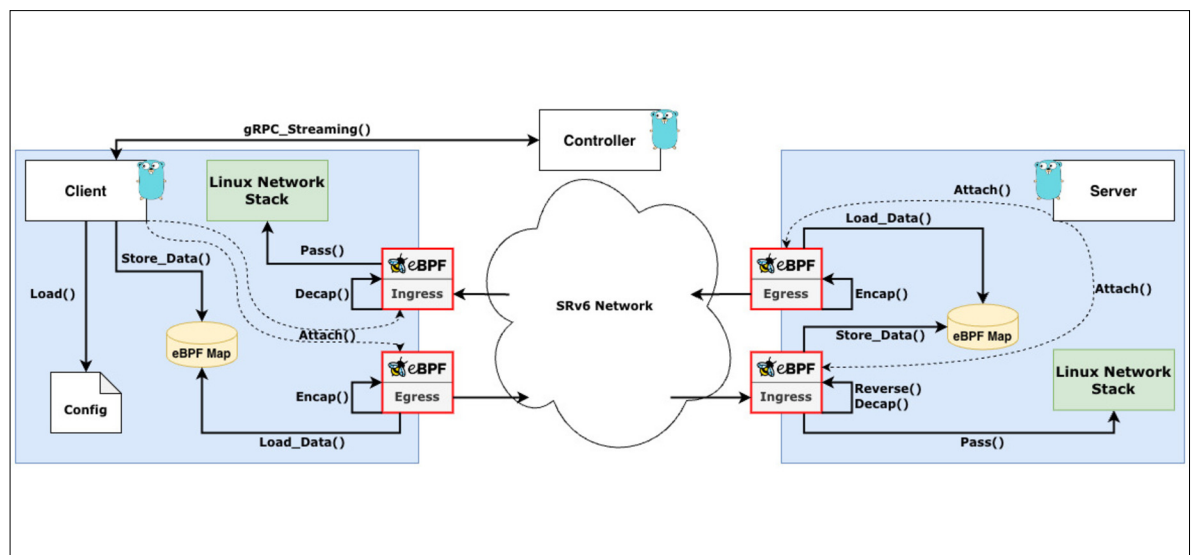 gRPC_Streaming()
Controller
Client
Linux Network
Stack
Attach()
Server
Load_Data()
Pass()
Store_Data()
eBPF
Ingress
Decap()
Load()
SRv6 Network
eBPF
Egress
Encap()
Attach()
Attach()
eBPF Map
Store_Data()
eBPF Map
eBPF
Egress
Encap()
eBPF
Ingress
Reverse()
Decap()
Linux Network
Stack
Config
Load_Data()
Pass()